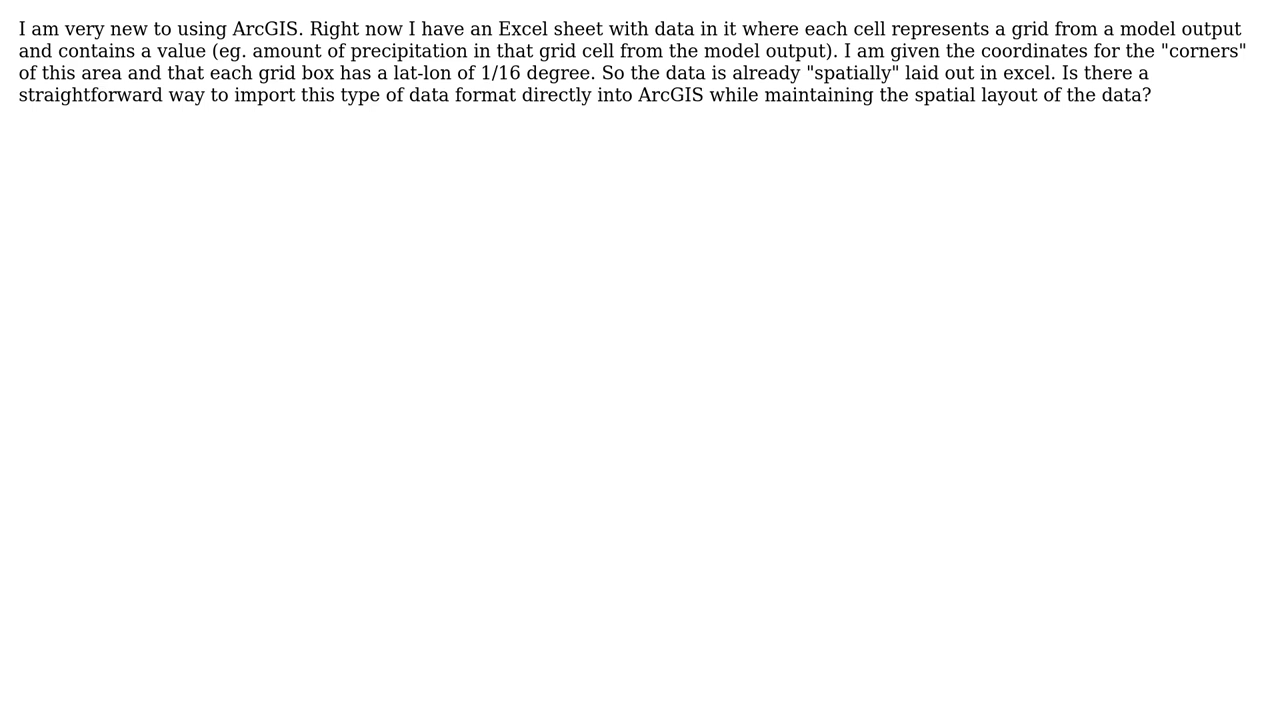 I am very new to using ArcGIS. Right now I have an Excel sheet with data in it where each cell represents a grid from a model output
and contains a value (eg. amount of precipitation in that grid cell from the model output). I am given the coordinates for the "corners"
of this area and that each grid box has a lat-lon of 1/16 degree. So the data is already "spatially" laid out in excel. Is there a
straightforward way to import this type of data format directly into ArcGIS while maintaining the spatial layout of the data?